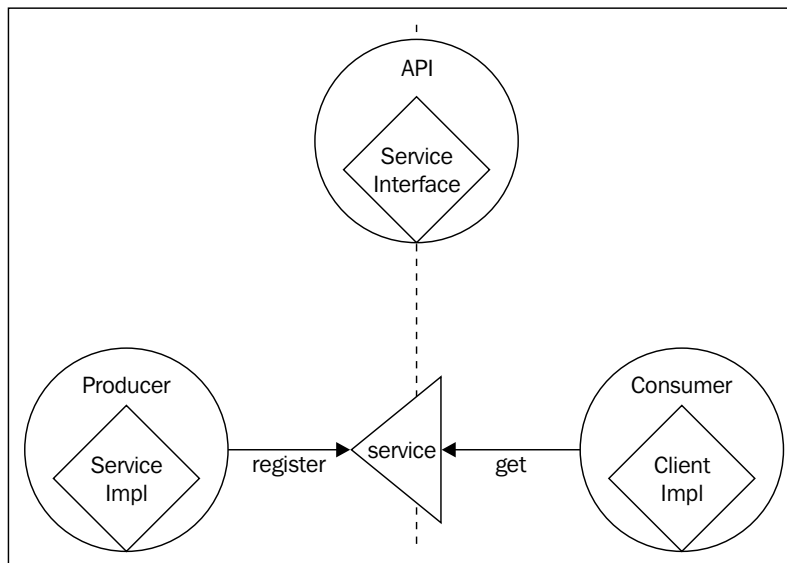 API
Service
Interface
Producer
Service
Impl
register
service
get
Consumer
Client
Impl